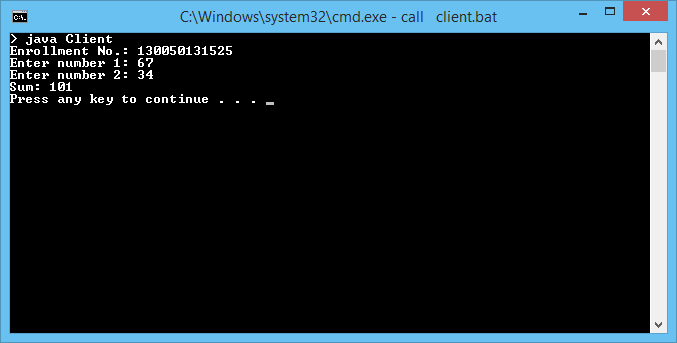 C:\Windows\system32\cmd.exe - call  client.bat
> java Client
Enrollment No.: 130050131525
Enter number 1: 67
Enter number 2: 34
Sum: 101
Press any key to continue . . .